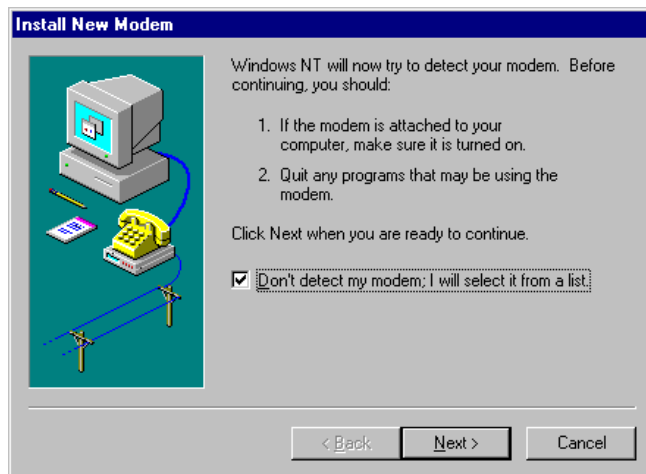 Install New Modem
Windows NT will now try to detect your modem. Before
continuing, you should:
1. If the modem is attached to your
computer, make sure it is turned on.
2. Quit any programs that may be using the
modem.
Click Next when you are ready to continue.
Don't detect my modem; I will select it from a list.
< Back
Next >
Cancel